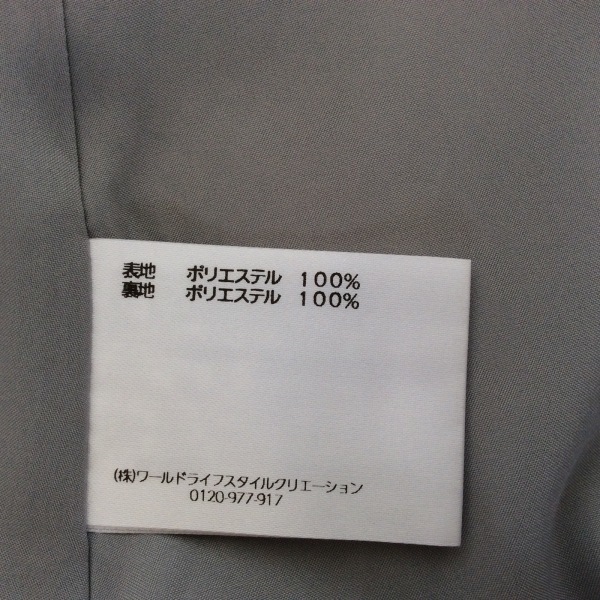 表地 ポリエステル 100%
裏地 ポリエステル 100%
(株)ワールドライフスタイルクリエーション
0120-977-917